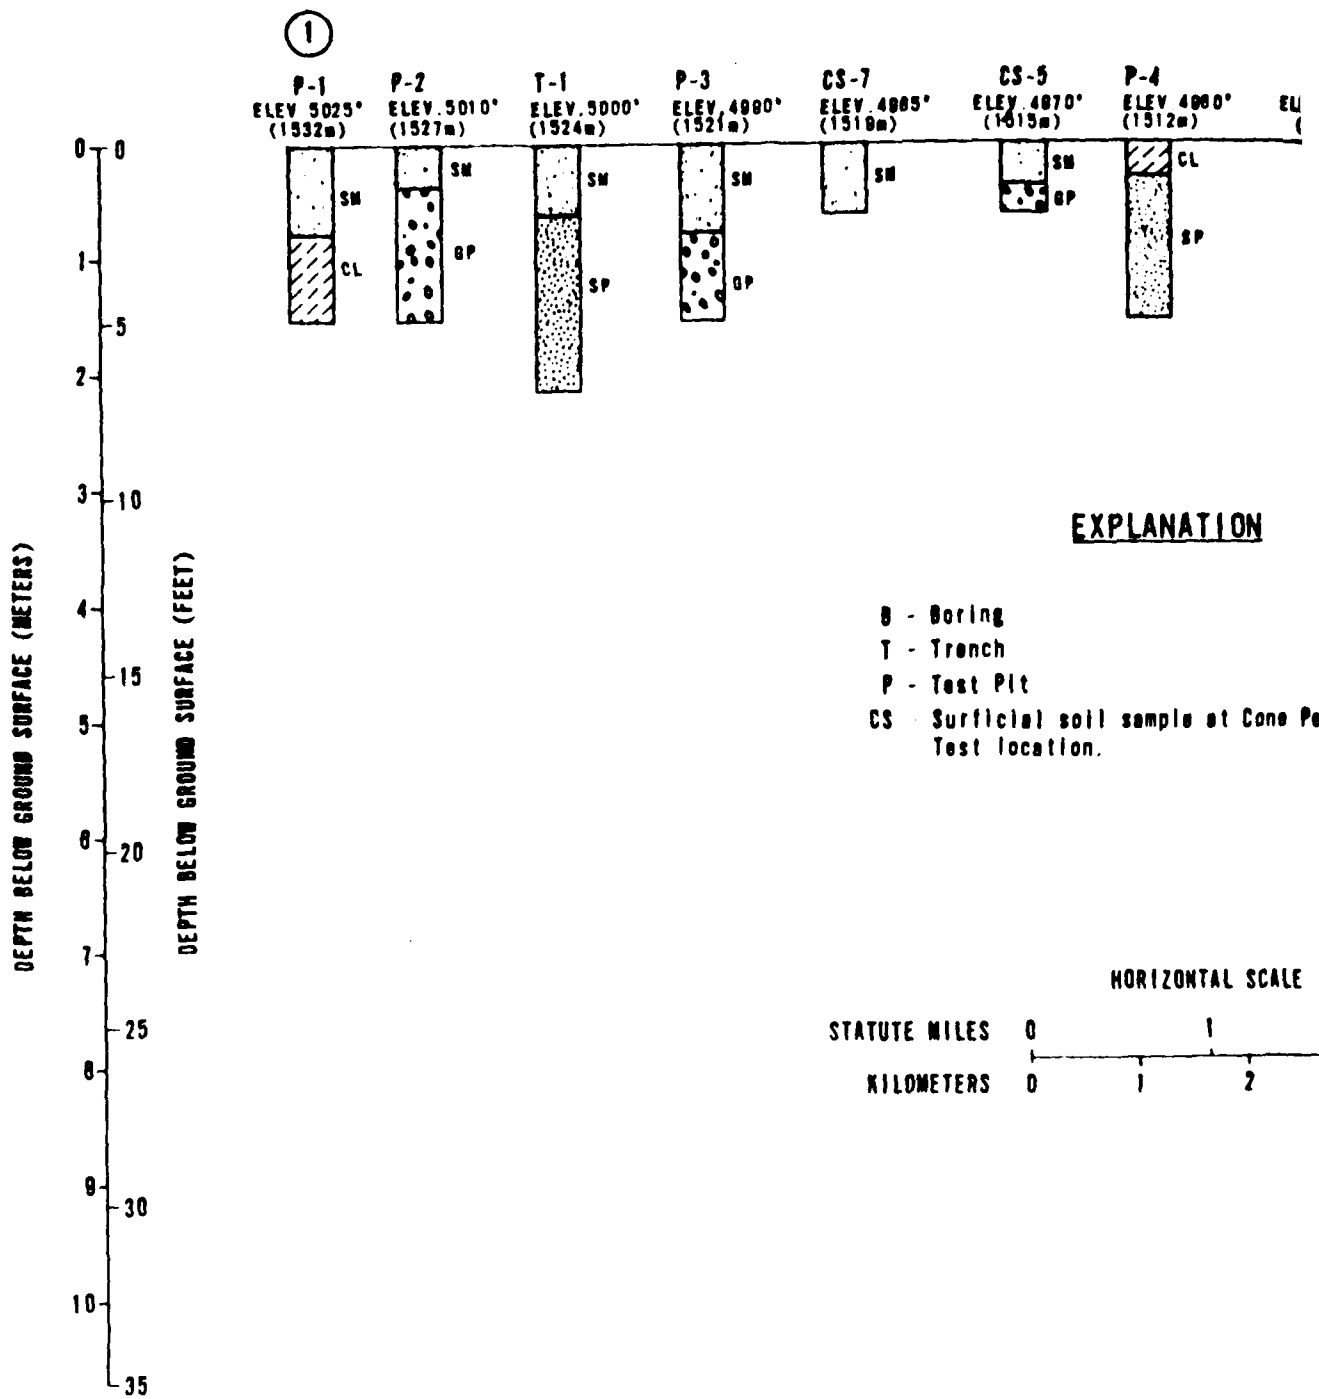 1
P-1 P-2 T-1 P-3 CS-7 CS-5 P-4
ELEV. 5025' ELEV. 5010' ELEV. 5000' ELEV. 4990' ELEV. 4985' ELEV. 4970' ELEV. 4960'
(1532m) (1527m) (1524m) (1521m) (1519m) (1515m) (1512m)
0 0
SM SM SM SM SM SM CL
GP
SP
CL GP SP GP
1
5
2
3 10
EXPLANATION
4
B - Boring
T - Trench
15
P - Test Pit
5
CS Surficial soil sample at Cone Pe
Test location.
DEPTH BELOW GROUND SURFACE (METERS)
DEPTH BELOW GROUND SURFACE (FEET)
6 20
7
HORIZONTAL SCALE
25
STATUTE MILES 0 1
8
KILOMETERS 0 1 2
9 30
10
35